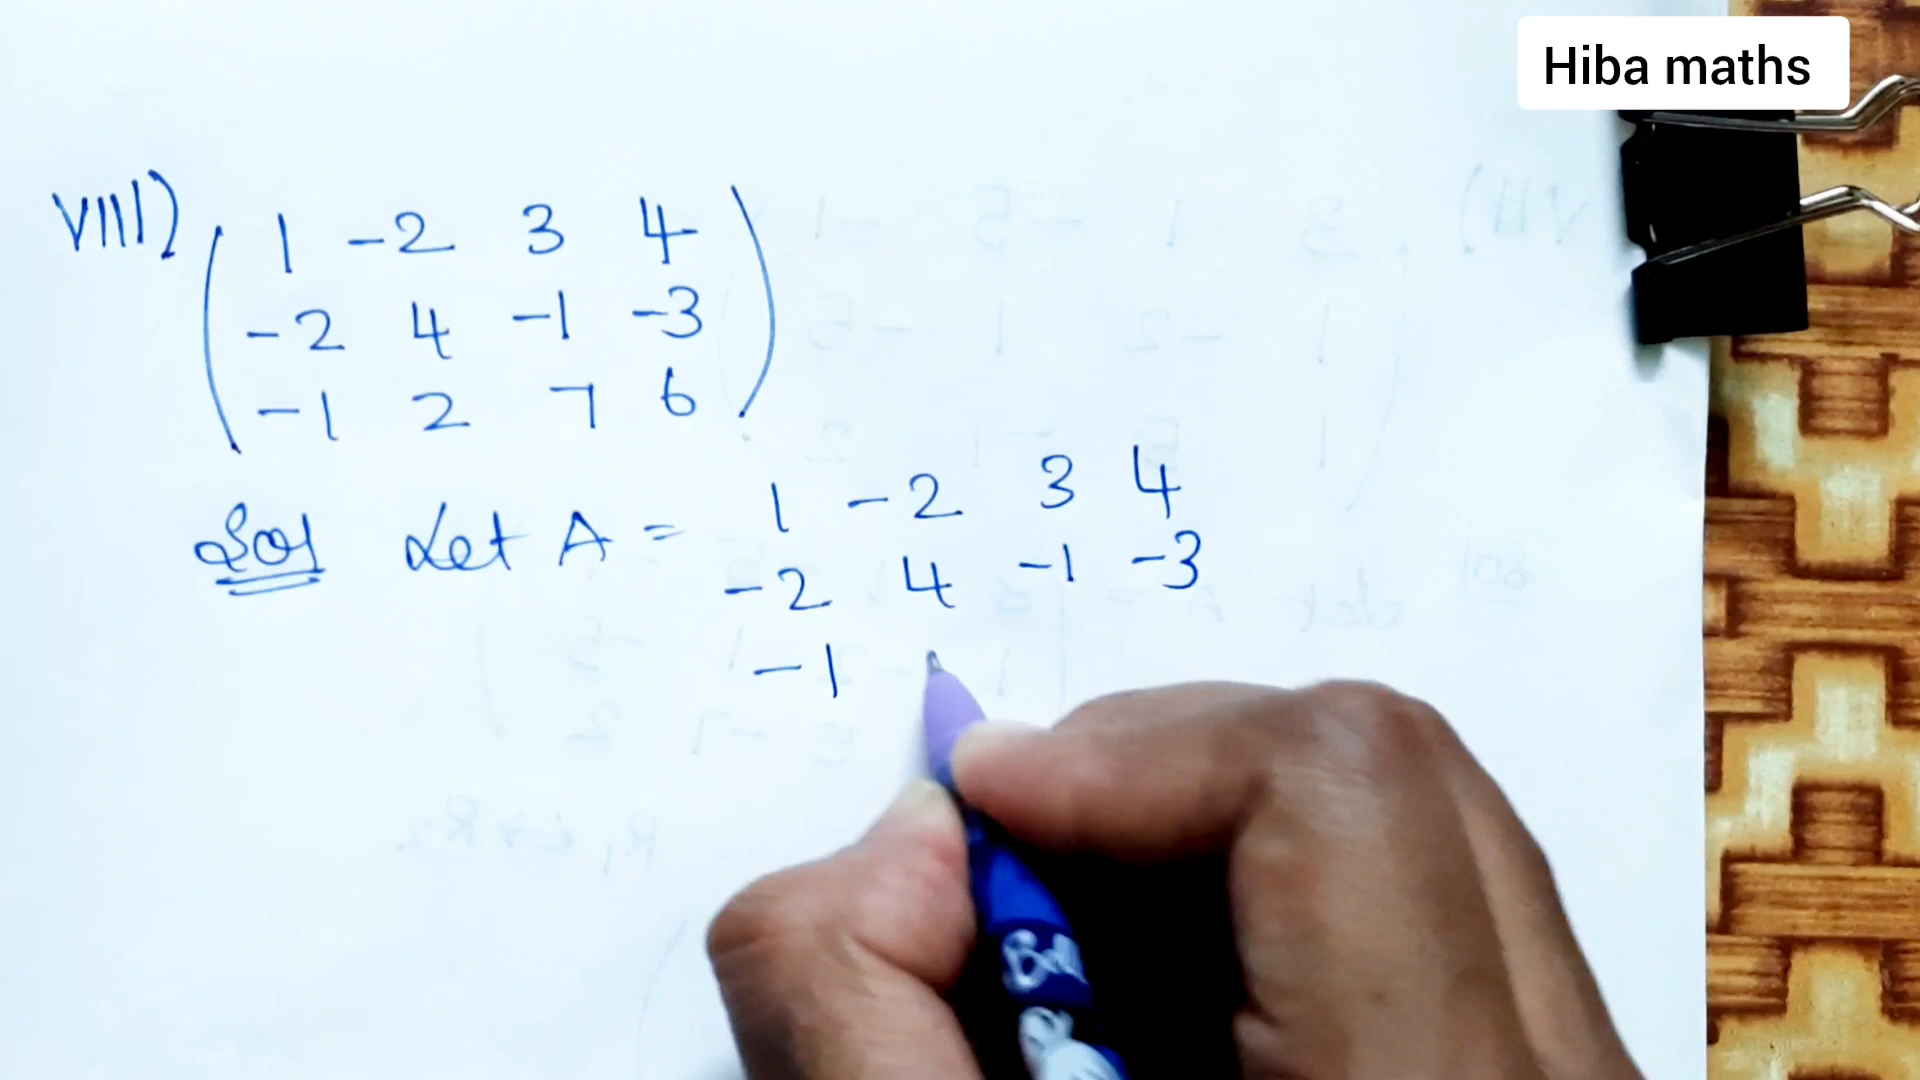 Hiba maths
VIII) ( 1 -2 3 4
-2 4 -1 -3
-1 2 7 6 )
Sol Let A = 1 -2 3 4
-2 4 -1 -3
-1